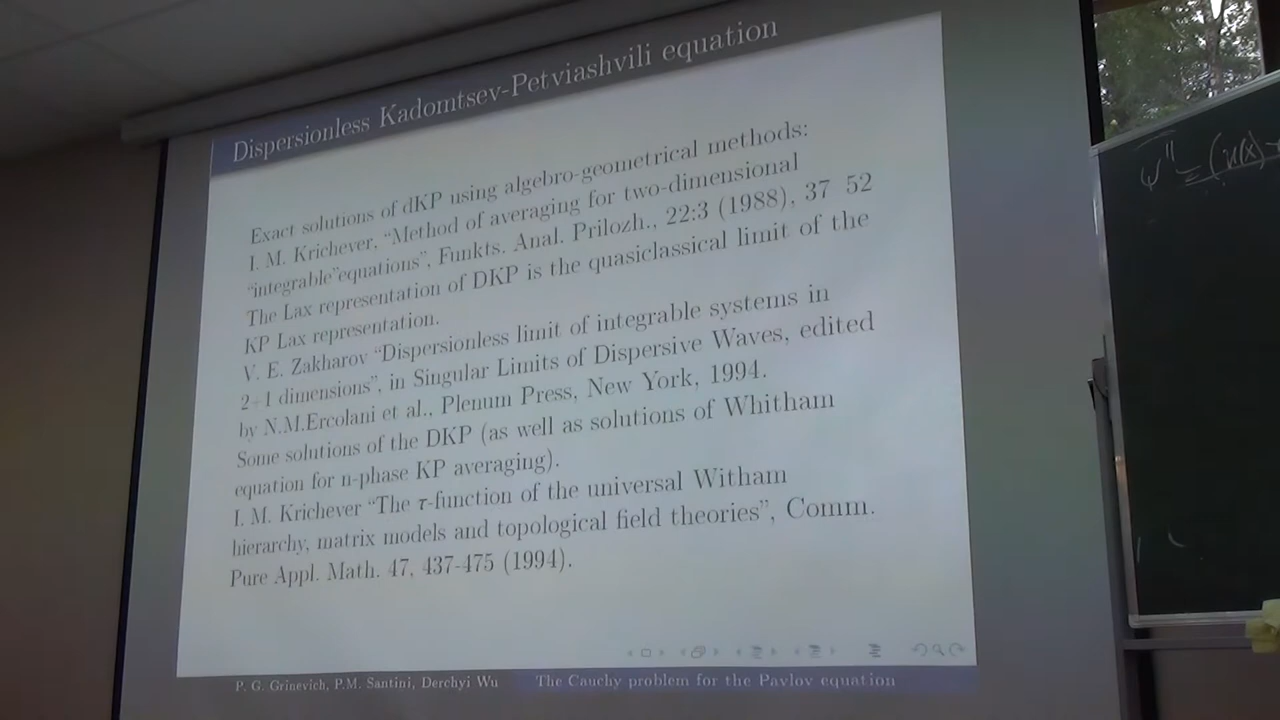 Dispersionless Kadomtsev-Petviashvili equation
Exact solutions of dKP using algebro-geometrical methods:
I. M. Krichever, “Method of averaging for two-dimensional
“integrable”equations”, Funkts. Anal. Prilozh., 22:3 (1988), 37 52
The Lax representation of DKP is the quasiclassical limit of the
KP Lax representation.
V. E. Zakharov “Dispersionless limit of integrable systems in
2+1 dimensions”, in Singular Limits of Dispersive Waves, edited
by N.M.Ercolani et al., Plenum Press, New York, 1994.
Some solutions of the DKP (as well as solutions of Whitham
equation for n-phase KP averaging).
I. M. Krichever “The τ-function of the universal Witham
hierarchy, matrix models and topological field theories”, Comm.
Pure Appl. Math. 47, 437-475 (1994).
P. G. Grinevich, P.M. Santini, Derchyi Wu The Cauchy problem for the Pavlov equation